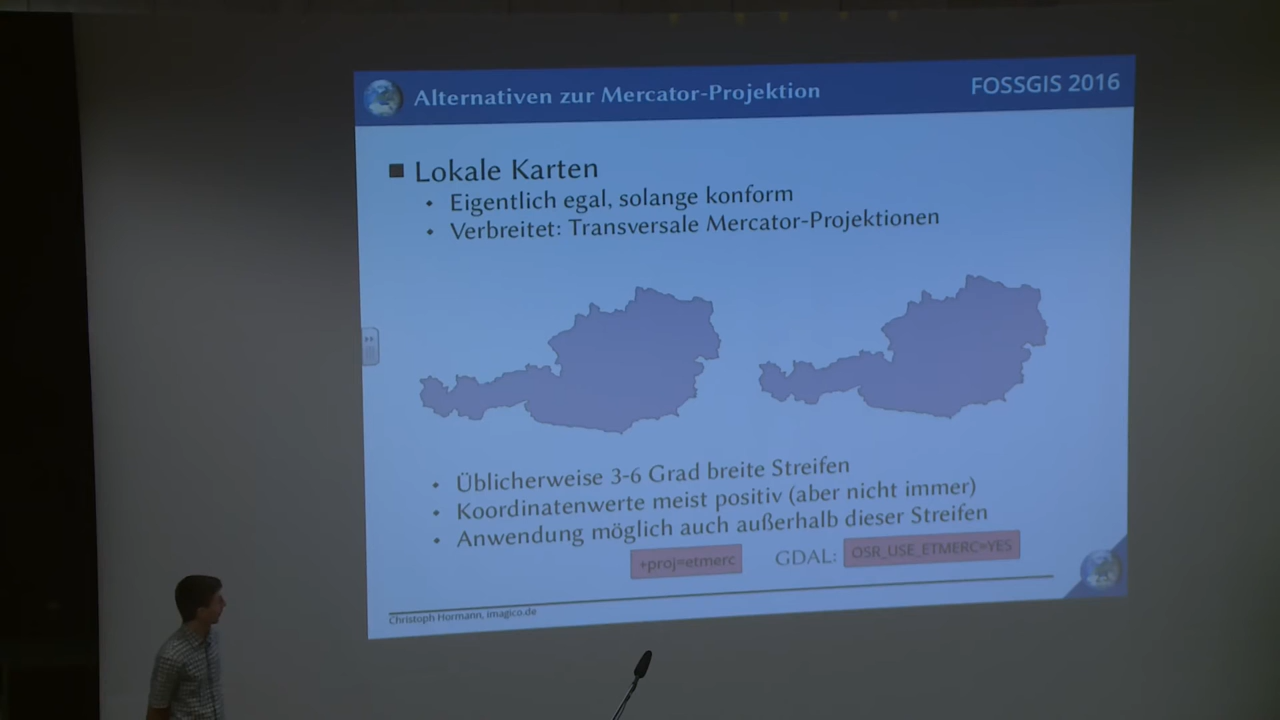 Alternativen zur Mercator-Projektion
FOSSGIS 2016
Lokale Karten
Eigentlich egal, solange konform
Verbreitet: Transversale Mercator-Projektionen
Üblicherweise 3-6 Grad breite Streifen
Koordinatenwerte meist positiv (aber nicht immer)
Anwendung möglich auch außerhalb dieser Streifen
+proj=etmerc GDAL: OSR_USE_ETMERC=YES
Christoph Hormann, imagico.de